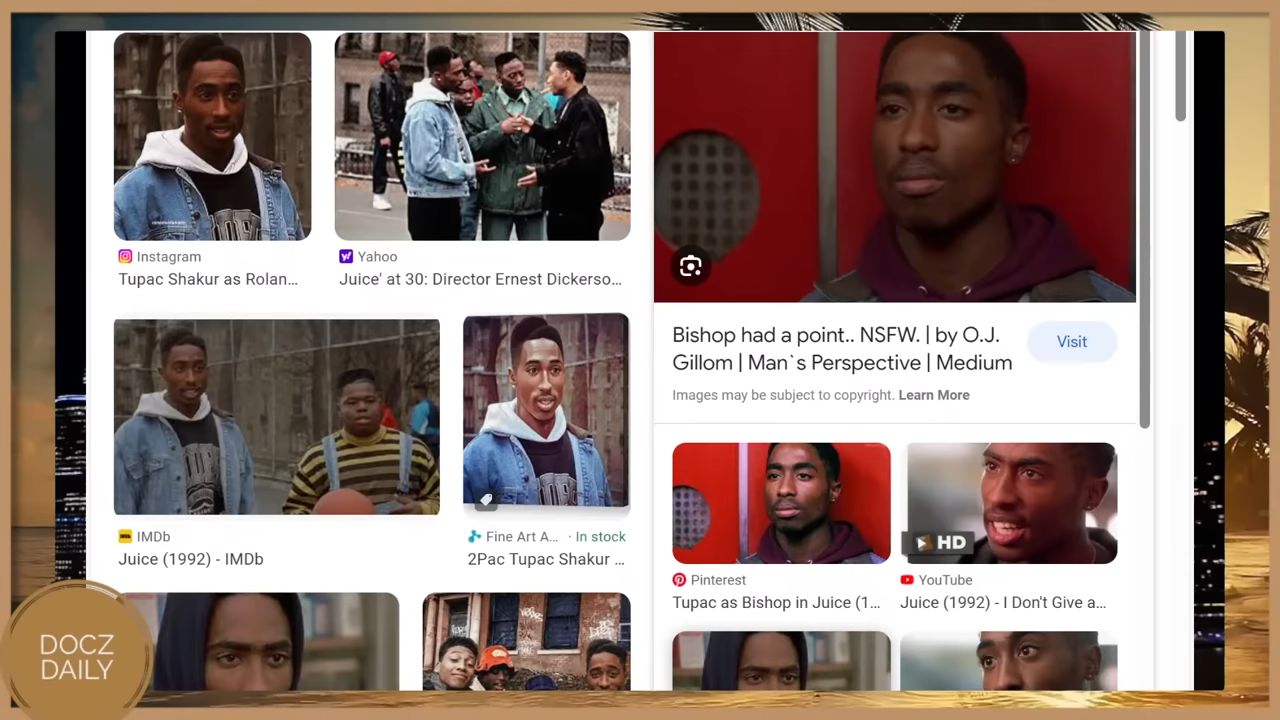 Instagram
Tupac Shakur as Rolan...
Yahoo
Juice' at 30: Director Ernest Dickerso...
IMDb
Juice (1992) - IMDb
Fine Art A... · In stock
2Pac Tupac Shakur ...
Bishop had a point.. NSFW. | by O.J.
Gillom | Man`s Perspective | Medium
Visit
Images may be subject to copyright. Learn More
HD
Pinterest
Tupac as Bishop in Juice (1...
YouTube
Juice (1992) - I Don't Give a...
DOCZ
DAILY